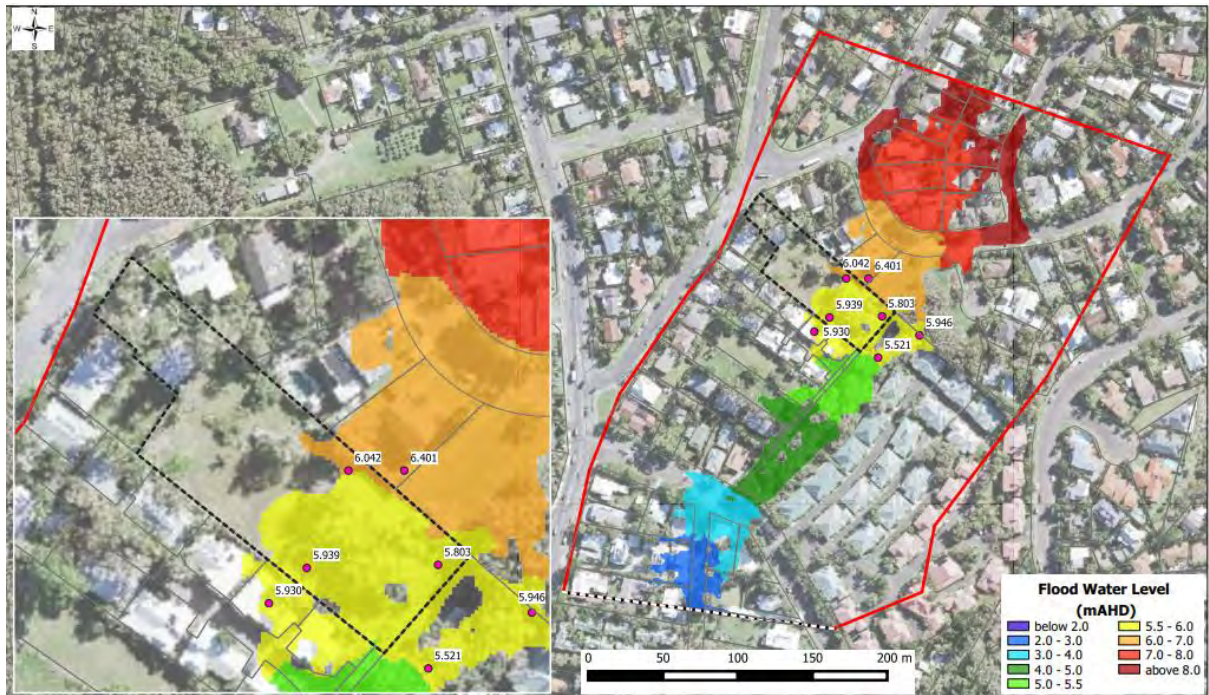 N
W E
S
6.042
6.401
5.939
5.803
5.930
5.946
5.521
6.042
6.401
5.939
5.803
5.930
5.946
5.521
0 50 100 150 200 m
Flood Water Level
(mAHD)
below 2.0
2.0 - 3.0
3.0 - 4.0
4.0 - 5.0
5.0 - 5.5
5.5 - 6.0
6.0 - 7.0
7.0 - 8.0
above 8.0